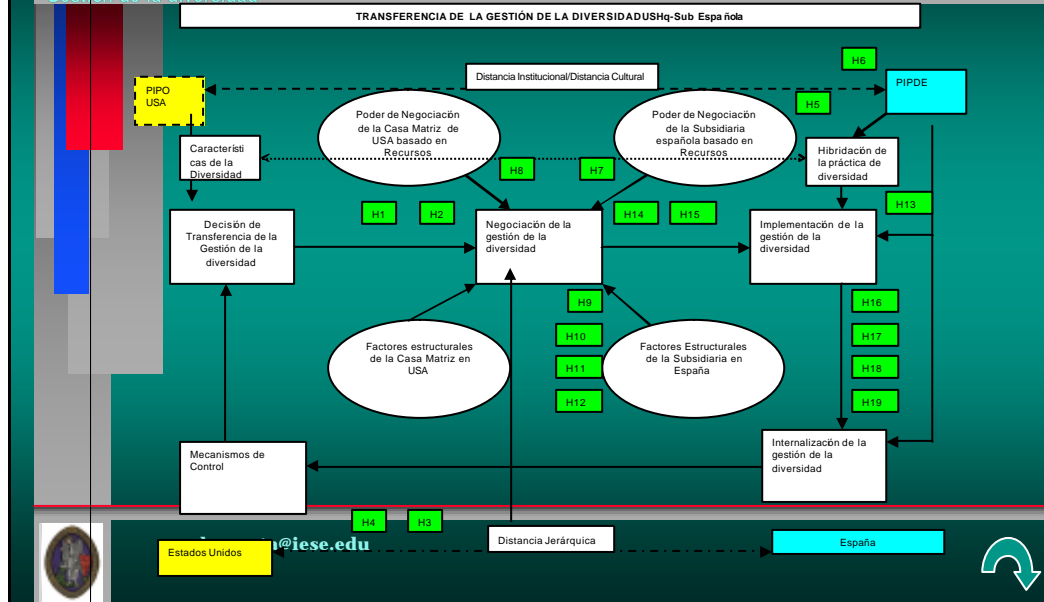 TRANSFERENCIA DE LA GESTIÓN DE LA DIVERSIDADUSHq-Sub Española
H6
Distancia Institucional/Distancia Cultural
PIPO
USA
PIPDE
H5
Poder de Negociación
de la Casa Matriz de
USA basado en
Recursos
Poder de Negociación
de la Subsidiaria
española basado en
Recursos
Característi
cas de la
Diversidad
Hibridación de
la práctica de
diversidad
H8
H7
H13
H1
H2
H14
H15
Decisión de
Transferencia de la
Gestión de la
diversidad
Negociación de la
gestión de la
diversidad
Implementación de la
gestión de la
diversidad
H9
H10
H11
H12
H16
H17
H18
H19
Factores estructurales
de la Casa Matriz en
USA
Factores Estructurales
de la Subsidiaria en
España
Mecanismos de
Control
Internalización de la
gestión de la
diversidad
H4
H3
Distancia Jerárquica
@iese.edu
Estados Unidos
España